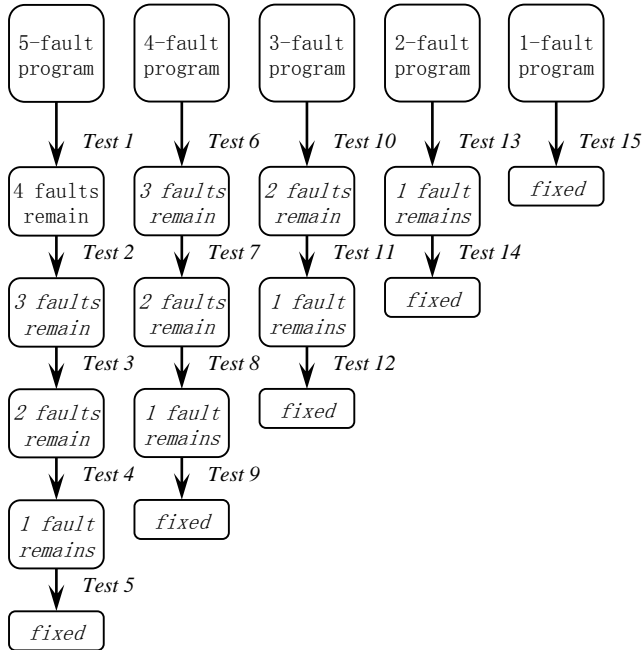 5-fault
program
4-fault
program
3-fault
program
2-fault
program
1-fault
program
Test 1
Test 6
Test 10
Test 13
Test 15
4 faults
remain
3 faults
remain
2 faults
remain
1 fault
remains
fixed
Test 2
Test 7
Test 11
Test 14
3 faults
remain
2 faults
remain
1 fault
remains
fixed
Test 3
Test 8
Test 12
2 faults
remain
1 fault
remains
fixed
Test 4
Test 9
1 fault
remains
fixed
Test 5
fixed